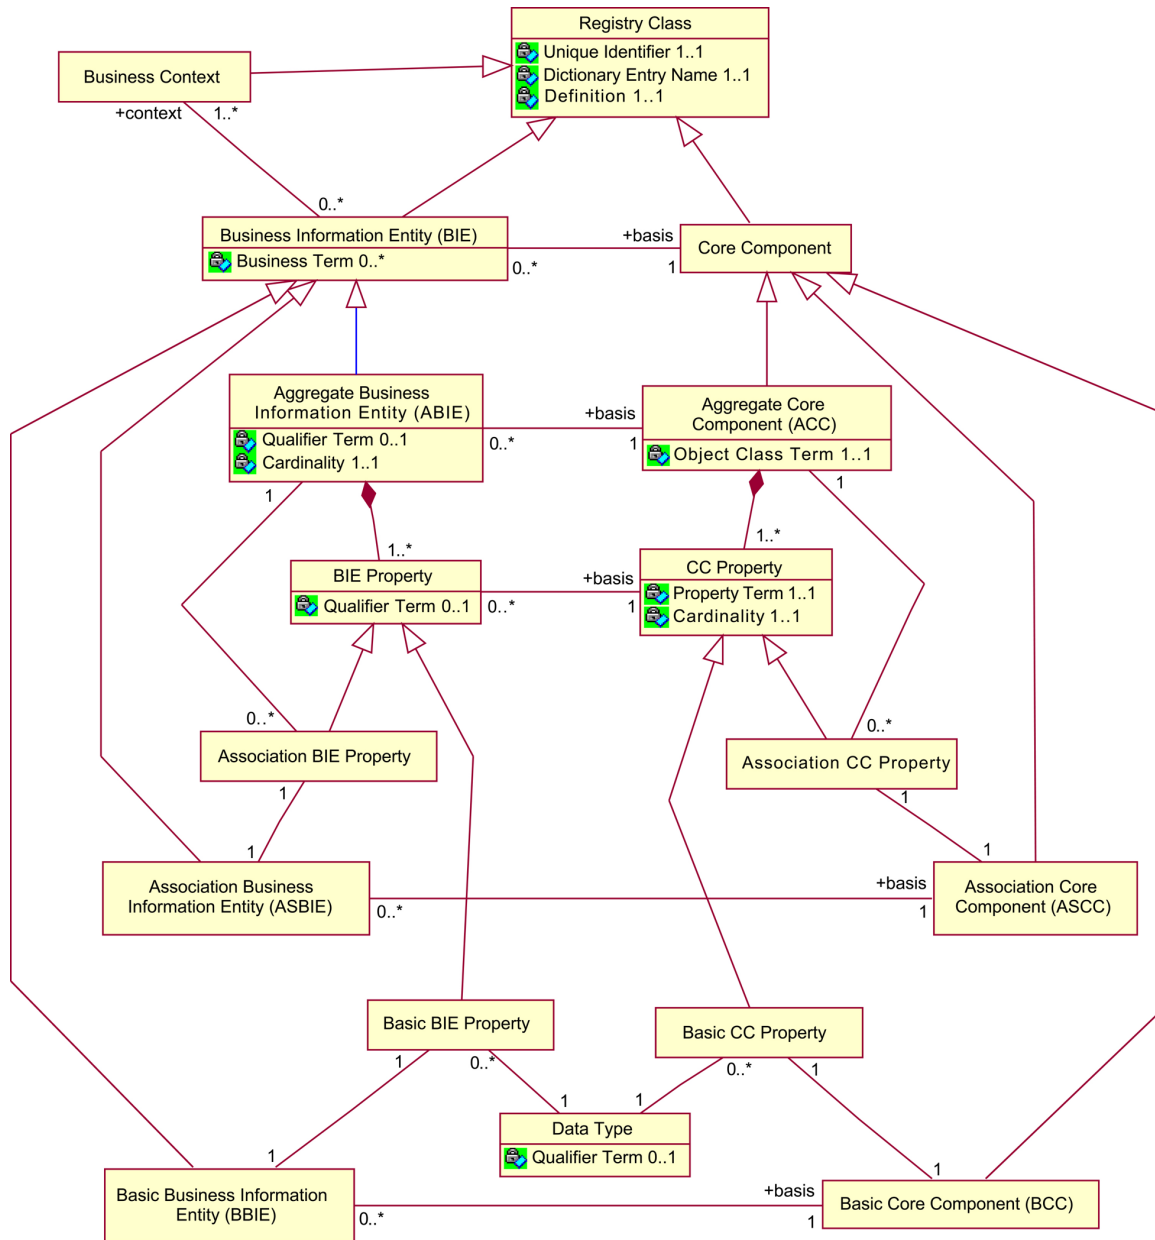 Registry Class
Unique Identifier 1..1
Dictionary Entry Name 1..1
Definition 1..1
Business Context
+context
1..*
0..*
Business Information Entity (BIE)
Business Term 0..*
+basis
0..*
1
Core Component
Aggregate Business
Information Entity (ABIE)
Qualifier Term 0..1
Cardinality 1..1
+basis
0..*
1
Aggregate Core
Component (ACC)
Object Class Term 1..1
1
1
1..*
1..*
BIE Property
Qualifier Term 0..1
+basis
0..*
1
CC Property
Property Term 1..1
Cardinality 1..1
0..*
0..*
Association BIE Property
Association CC Property
1
1
1
1
Association Business
Information Entity (ASBIE)
+basis
0..*
1
Association Core
Component (ASCC)
Basic BIE Property
Basic CC Property
1
0..*
0..*
1
1
1
Data Type
Qualifier Term 0..1
1
1
Basic Business Information
Entity (BBIE)
+basis
0..*
1
Basic Core Component (BCC)